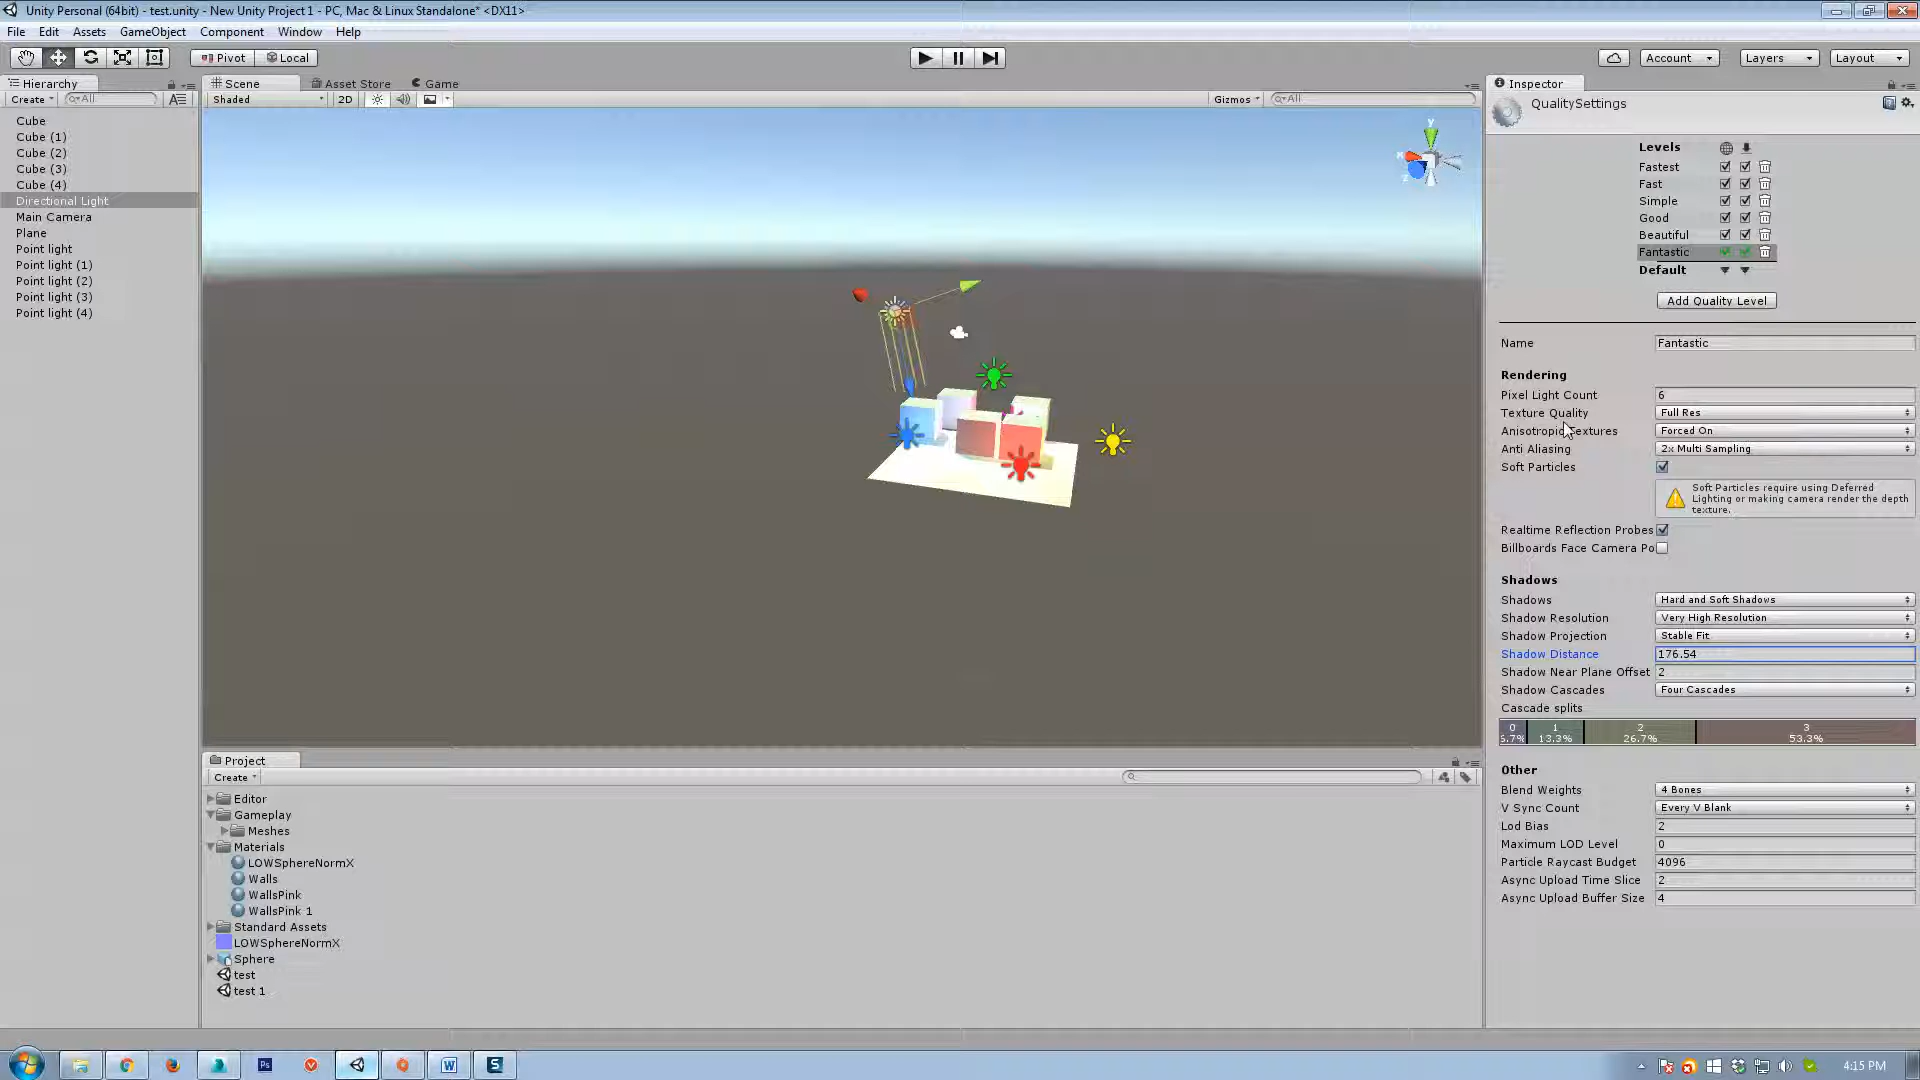 Unity Personal (64bit) - test.unity - New Unity Project 1 - PC, Mac & Linux Standalone* <DX11>
File Edit Assets GameObject Component Window Help
Pivot Local Account Layers Layout
Hierarchy
Create All
Cube
Cube (1)
Cube (2)
Cube (3)
Cube (4)
Directional Light
Main Camera
Plane
Point light
Point light (1)
Point light (2)
Point light (3)
Point light (4)
Scene Asset Store Game
Shaded 2D Gizmos All
y
z
Project
Create
Editor
Gameplay
Meshes
Materials
LOWSphereNormX
Walls
WallsPink
WallsPink 1
Standard Assets
LOWSphereNormX
Sphere
test
test 1
Inspector
QualitySettings
Levels
Fastest
Fast
Simple
Good
Beautiful
Fantastic
Default
Add Quality Level
Name Fantastic
Rendering
Pixel Light Count 6
Texture Quality Full Res
Anisotropic Textures Forced On
Anti Aliasing 2x Multi Sampling
Soft Particles
Soft Particles require using Deferred
Lighting or making camera render the depth
texture.
Realtime Reflection Probes
Billboards Face Camera Po
Shadows
Shadows Hard and Soft Shadows
Shadow Resolution Very High Resolution
Shadow Projection Stable Fit
Shadow Distance 176.54
Shadow Near Plane Offset 2
Shadow Cascades Four Cascades
Cascade splits
0 1 2 3
6.7% 13.3% 26.7% 53.3%
Other
Blend Weights 4 Bones
V Sync Count Every V Blank
Lod Bias 2
Maximum LOD Level 0
Particle Raycast Budget 4096
Async Upload Time Slice 2
Async Upload Buffer Size 4
Ps W S
4:15 PM